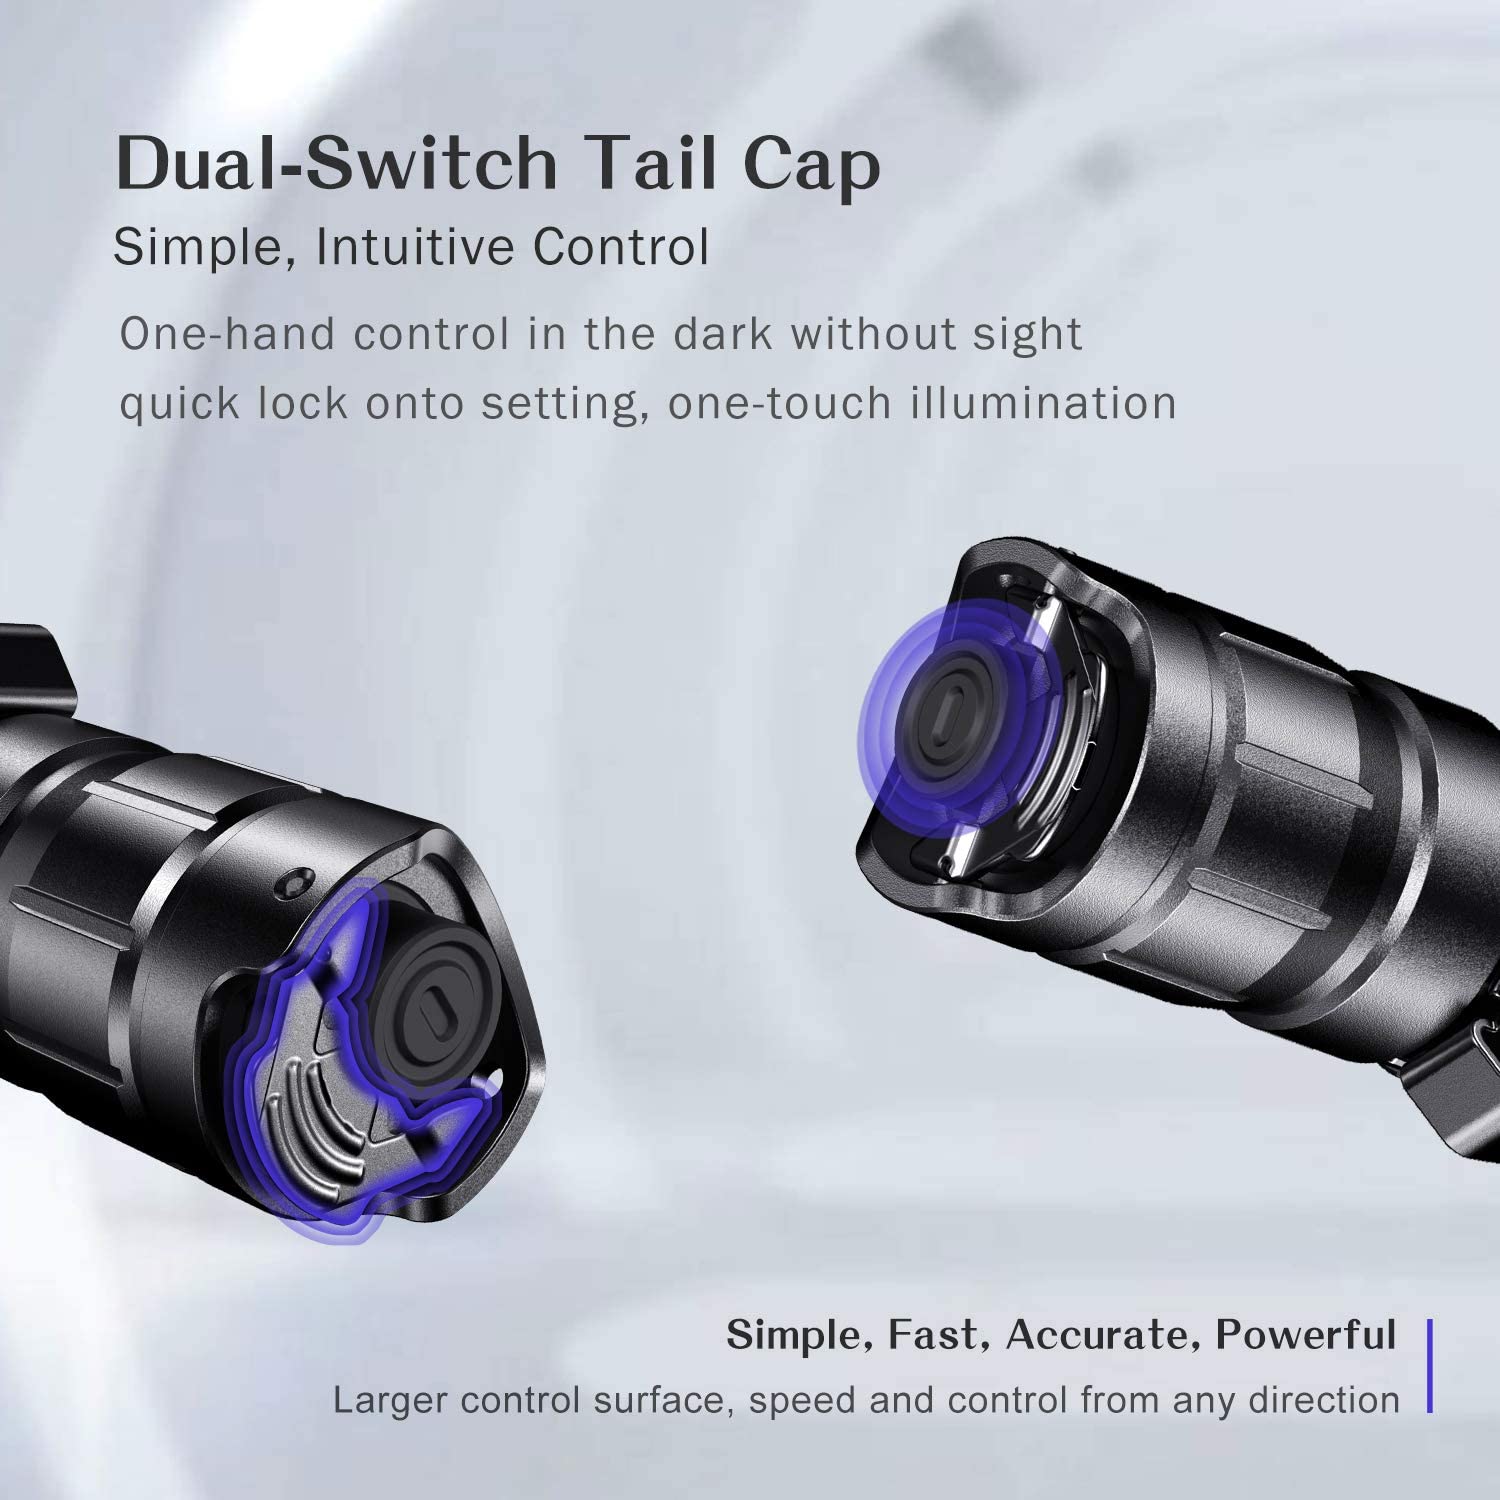 Dual-Switch Tail Cap
Simple, Intuitive Control
One-hand control in the dark without sight
quick lock onto setting, one-touch illumination
Simple, Fast, Accurate, Powerful
Larger control surface, speed and control from any direction